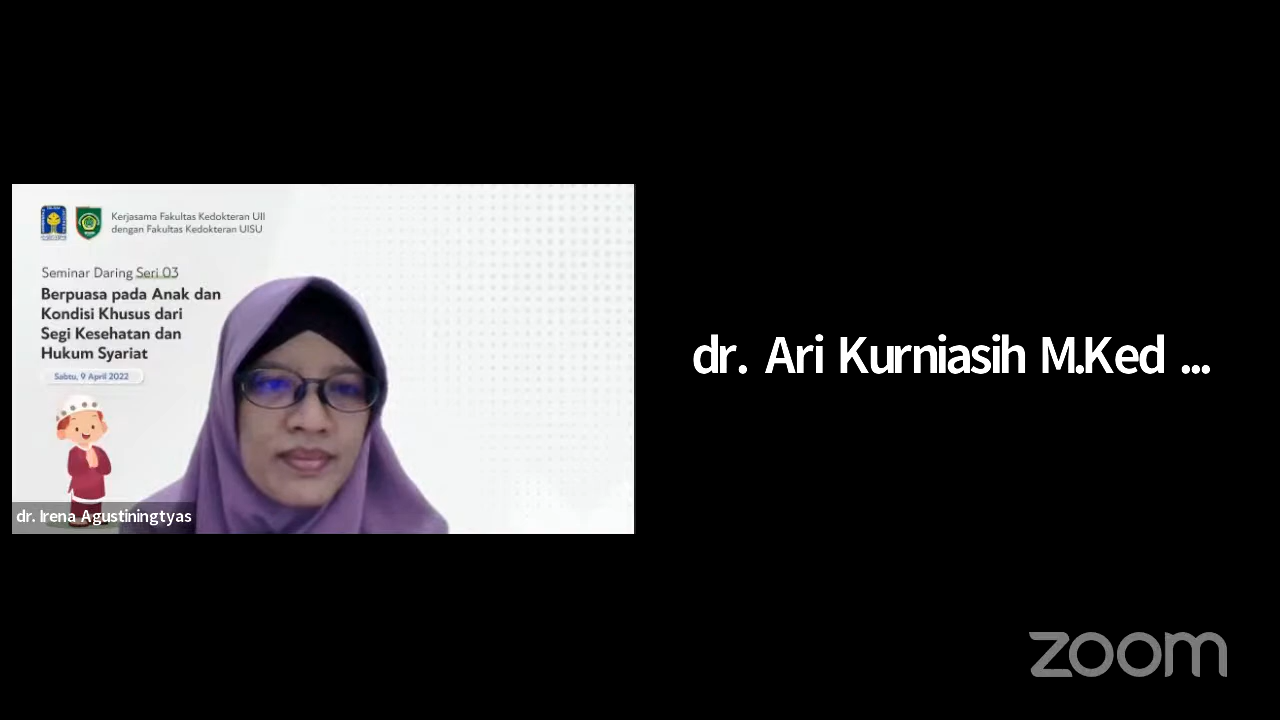 Kerjasama Fakultas Kedokteran UII
dengan Fakultas Kedokteran UISU
Seminar Daring Seri 03
Berpuasa pada Anak dan
Kondisi Khusus dari
Segi Kesehatan dan
Hukum Syariat
Sabtu, 9 April 2022
dr. Irena Agustiningtyas
dr. Ari Kurniasih M.Ked ...
zoom